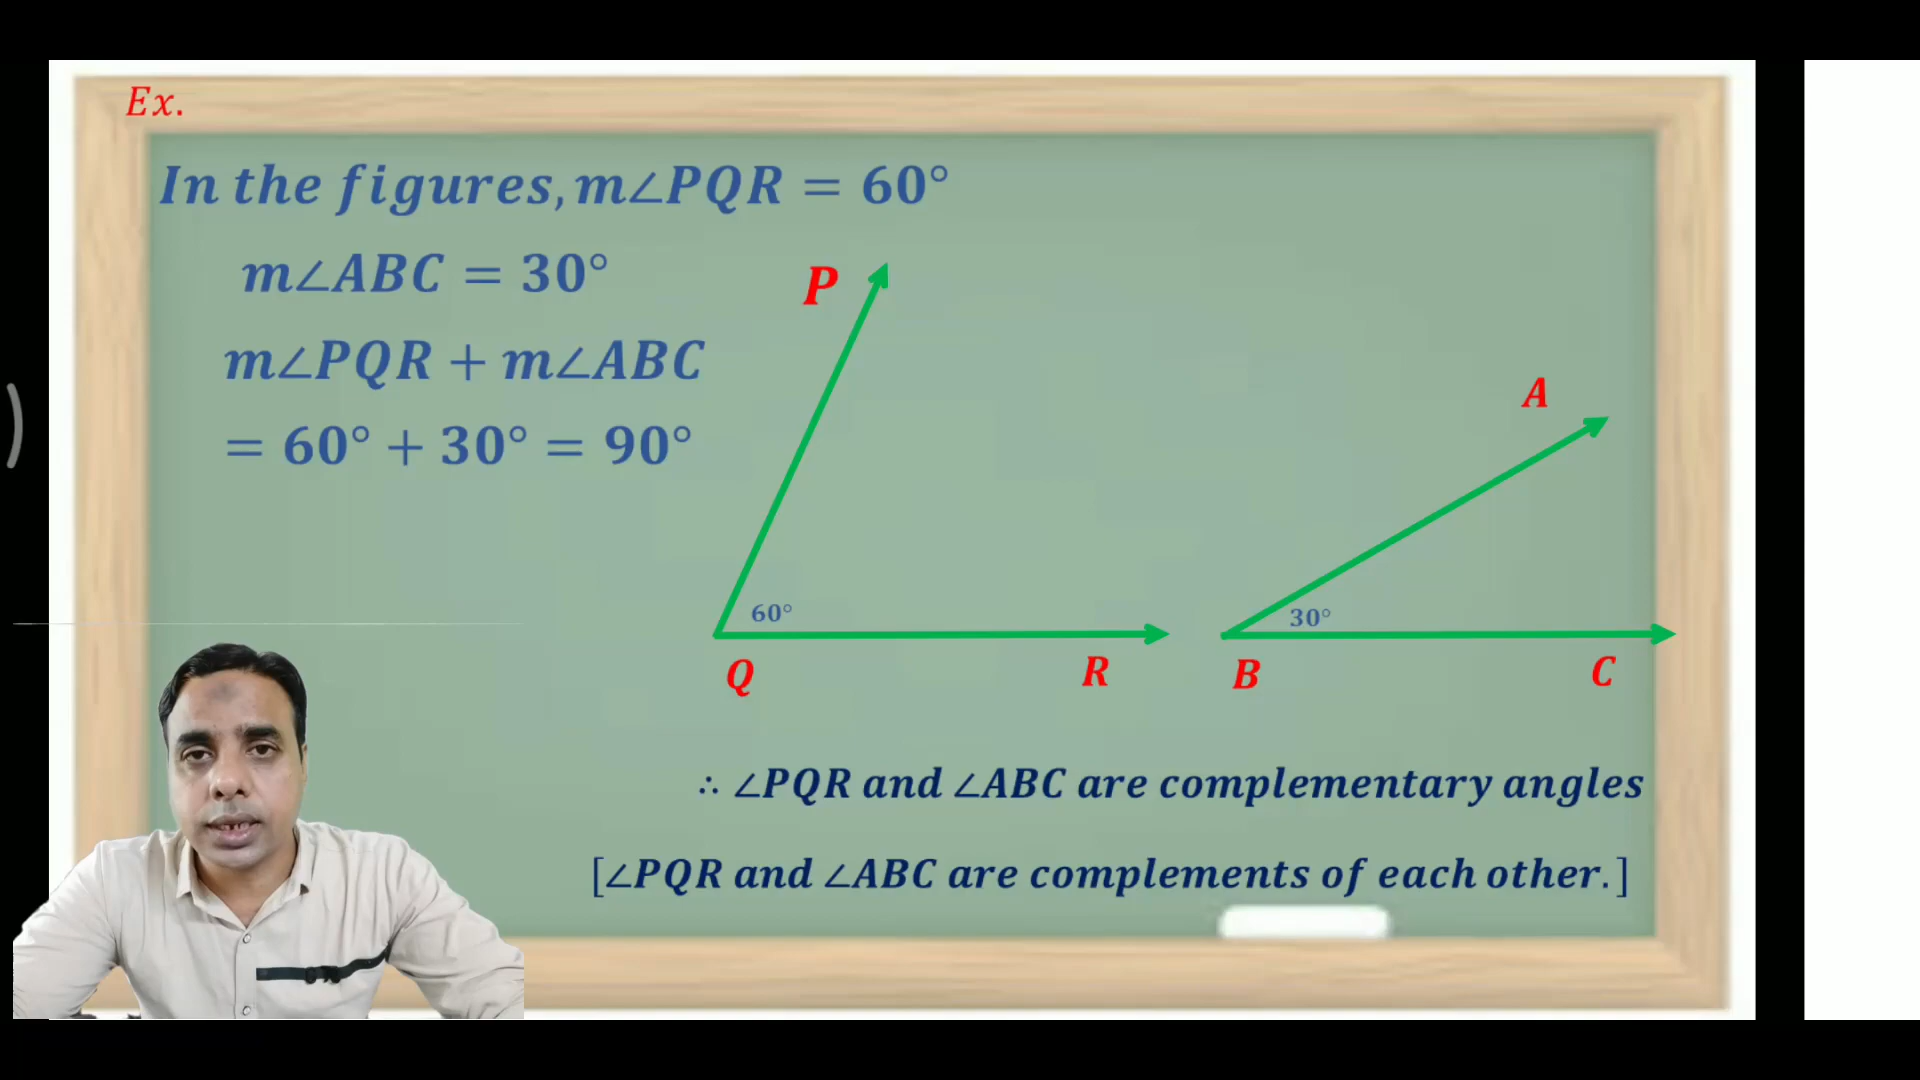 Ex.
In the figures, m∠PQR = 60°
m∠ABC = 30°
m∠PQR + m∠ABC
= 60° + 30° = 90°
P
A
60°
30°
Q
R
B
C
∴ ∠PQR and ∠ABC are complementary angles
[∠PQR and ∠ABC are complements of each other.]